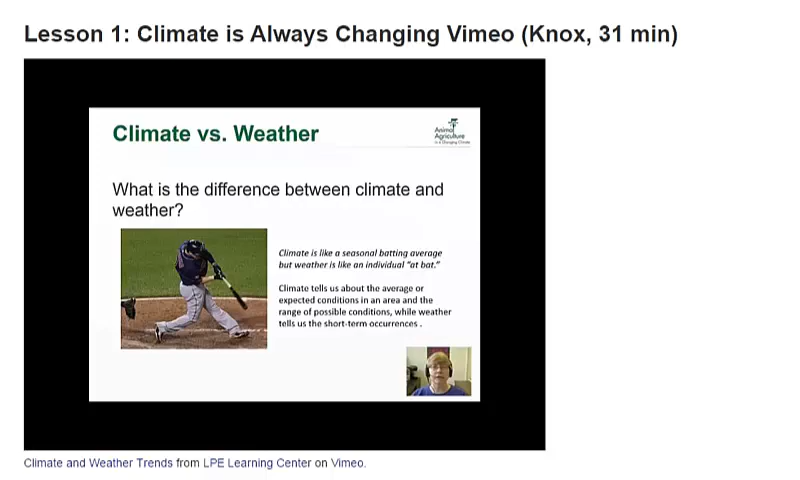 Lesson 1: Climate is Always Changing Vimeo (Knox, 31 min)
Climate vs. Weather
Animal
Agriculture
in a Changing Climate
What is the difference between climate and
weather?
Climate is like a seasonal batting average
but weather is like an individual "at bat."
Climate tells us about the average or
expected conditions in an area and the
range of possible conditions, while weather
tells us the short-term occurrences .
Climate and Weather Trends from LPE Learning Center on Vimeo.